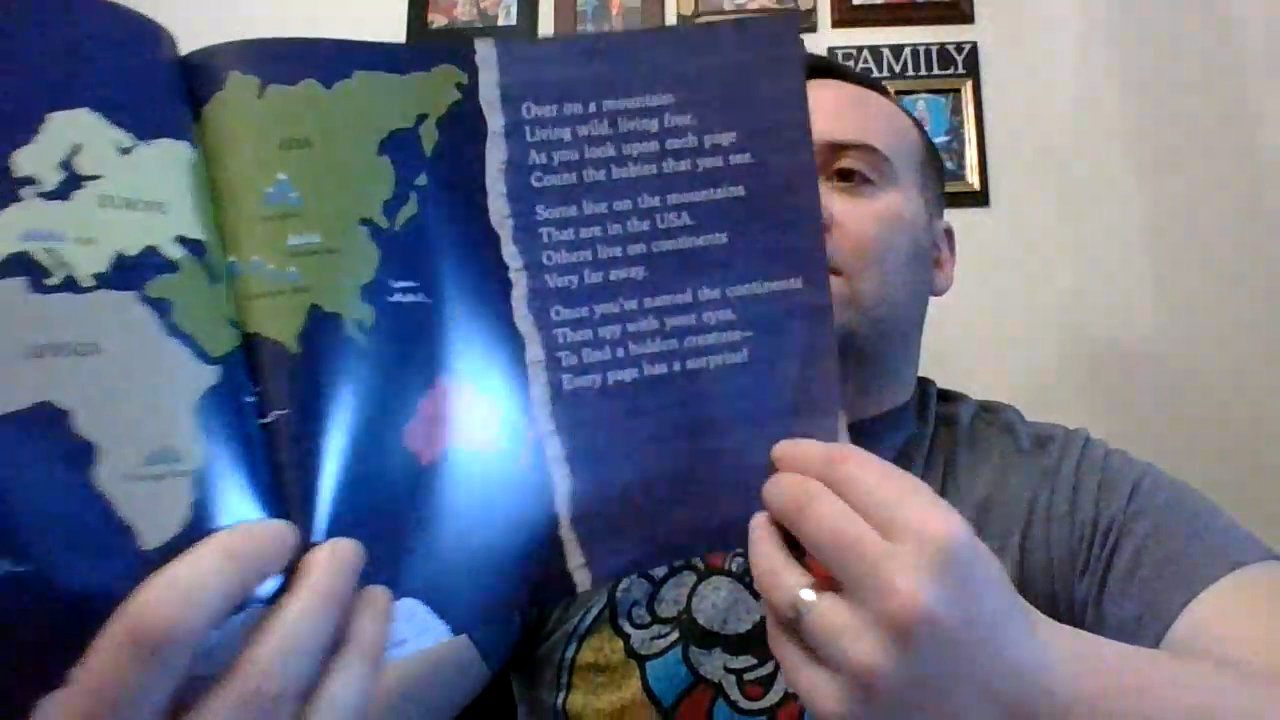 FAMILY
EUROPE
ASIA
AFRICA
Over on a mountain
Living wild, living free,
As you look upon each page
Count the babies that you see.
Some live on the mountains
That are in the USA.
Others live on continents
Very far away.
Once you've named the continents
Then spy with your eyes,
To find a hidden creature—
Every page has a surprise!